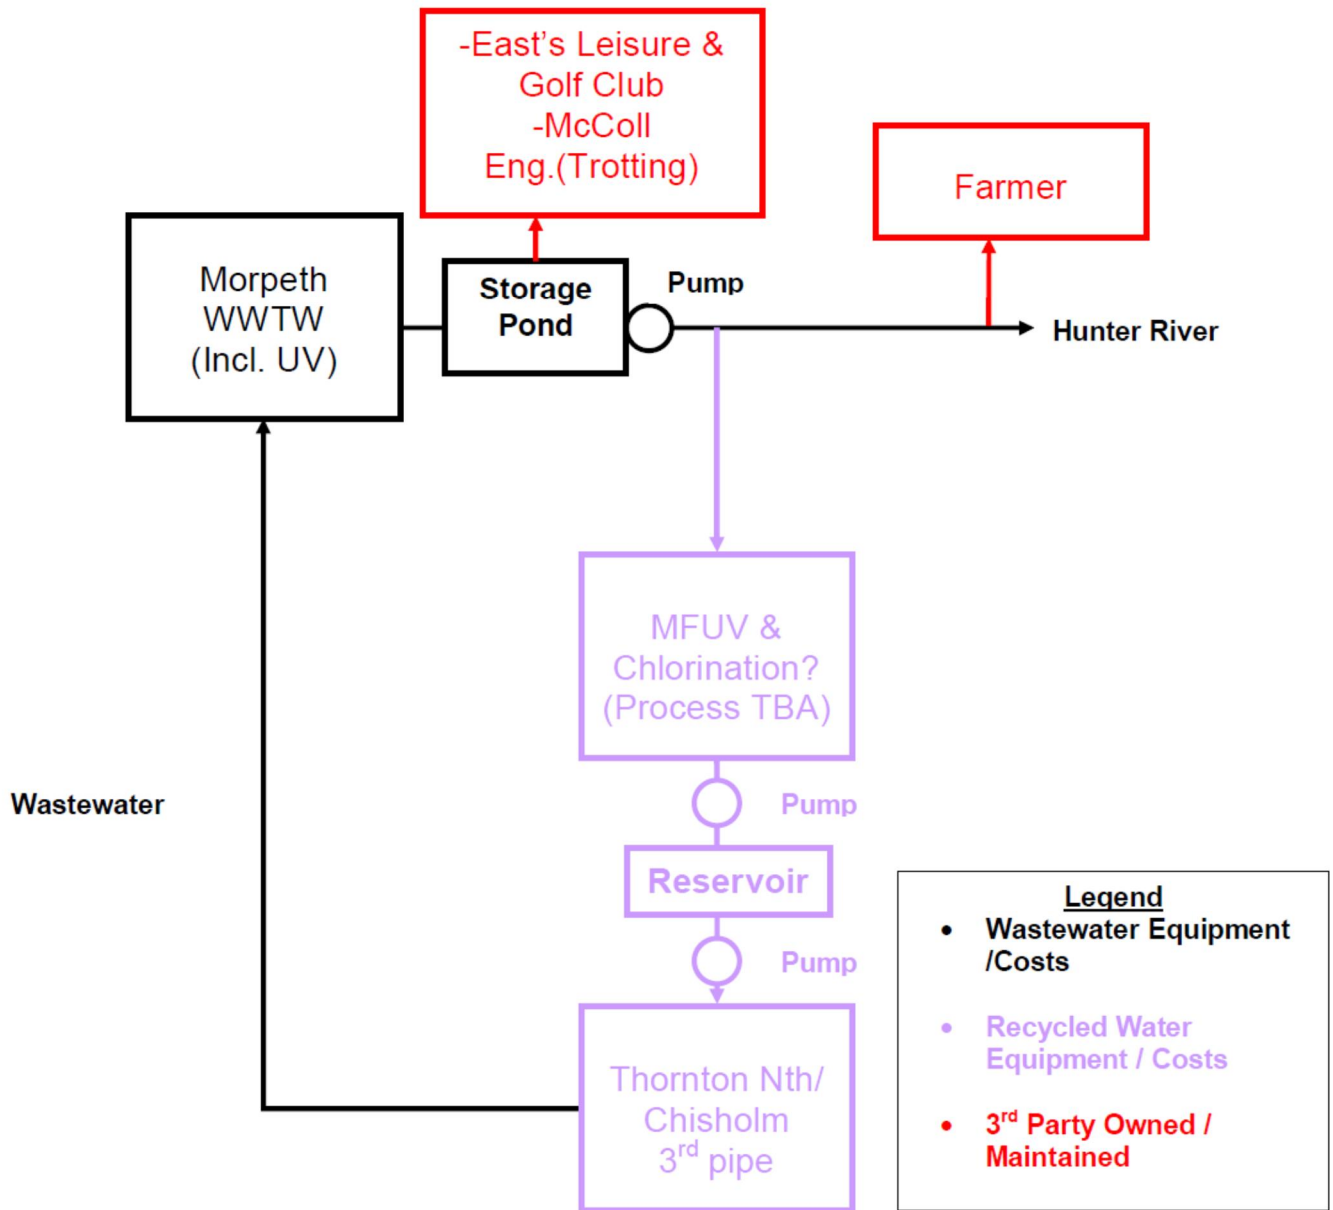 -East's Leisure &
Golf Club
-McColl
Eng.(Trotting)
Farmer
Morpeth
WWTW
(Incl. UV)
Storage
Pond
Pump
Hunter River
MFUV &
Chlorination?
(Process TBA)
Wastewater
Pump
Reservoir
Pump
Thornton Nth/
Chisholm
3rd pipe
Legend
• Wastewater Equipment
/Costs
• Recycled Water
Equipment / Costs
• 3rd Party Owned /
Maintained